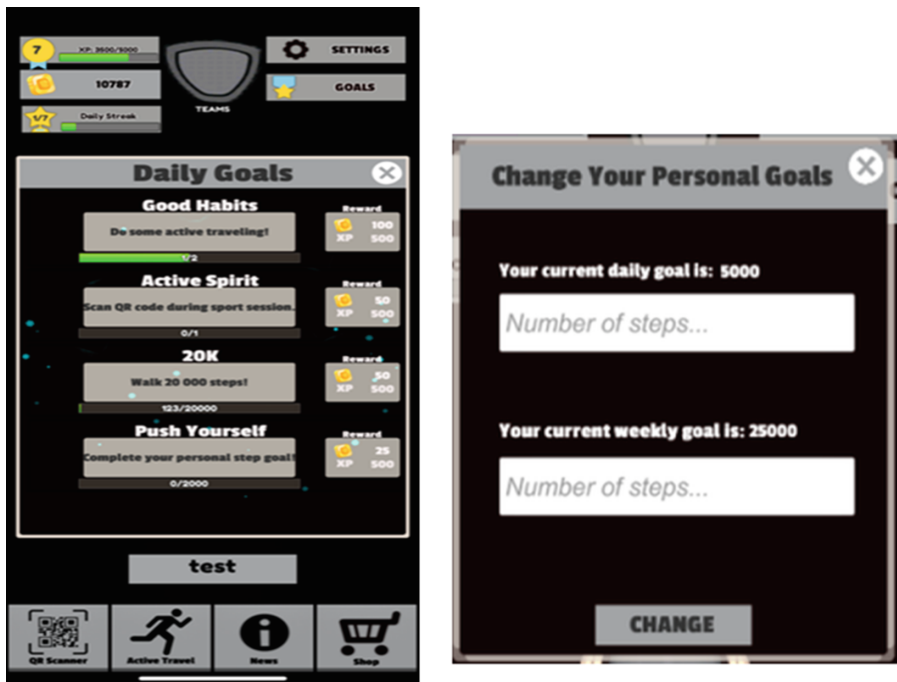 7
XP: 3500/5000
10787
1/7
Daily Streak
TEAMS
SETTINGS
GOALS
Daily Goals
Good Habits
Do some active traveling!
1/2
Reward
100
XP 500
Active Spirit
Scan QR code during sport session.
0/1
Reward
50
XP 500
20K
Walk 20 000 steps!
123/20000
Reward
50
XP 500
Push Yourself
Complete your personal step goal!
0/2000
Reward
25
XP 500
test
QR Scanner
Active Travel
News
Shop
Change Your Personal Goals
Your current daily goal is: 5000
Number of steps...
Your current weekly goal is: 25000
Number of steps...
CHANGE